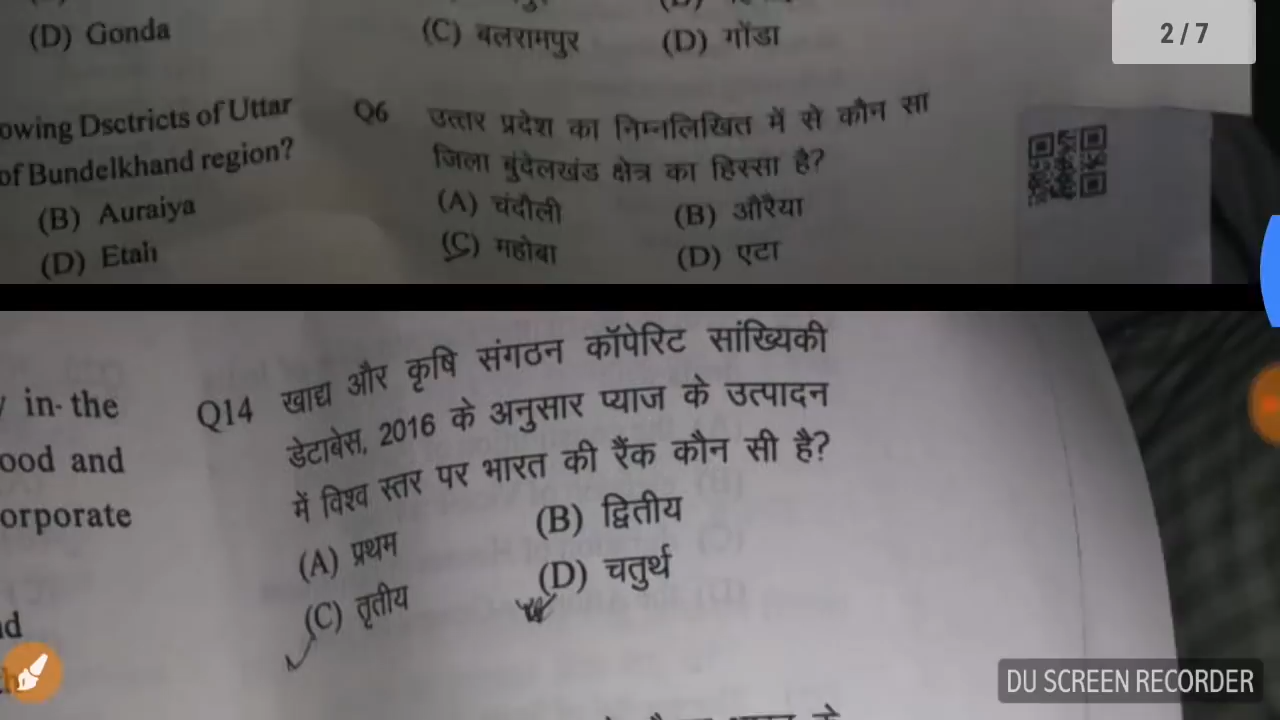 (D) Gonda
(C) बलरामपुर (D) गोंडा
2 / 7
owing Dsctricts of Uttar
of Bundelkhand region?
(B) Auraiya
(D) Etah
Q6 उत्तर प्रदेश का निम्नलिखित में से कौन सा
जिला बुंदेलखंड क्षेत्र का हिस्सा है?
(A) चंदौली (B) औरैया
(C) महोबा (D) एटा
in-the
ood and
orporate
Q14 खाद्य और कृषि संगठन कॉपेरिट सांख्यिकी
डेटाबेस, 2016 के अनुसार प्याज के उत्पादन
में विश्व स्तर पर भारत की रैंक कौन सी है?
(A) प्रथम (B) द्वितीय
(C) तृतीय (D) चतुर्थ
DU SCREEN RECORDER